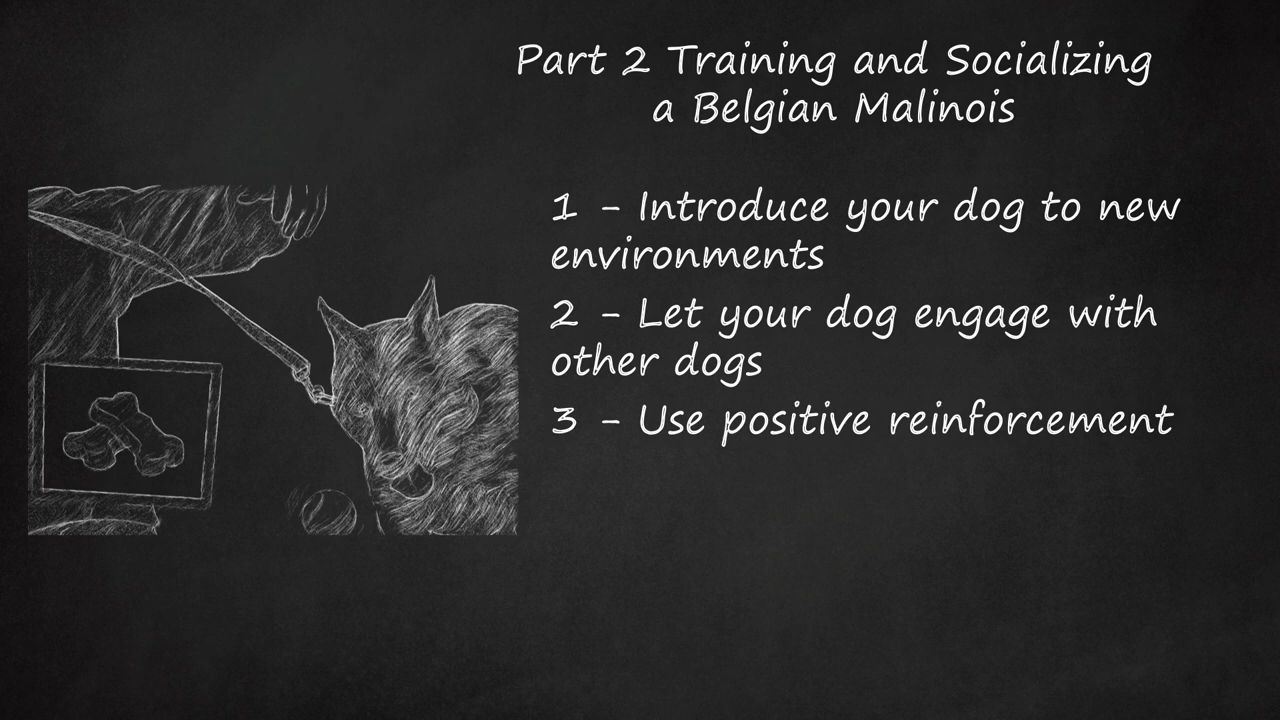 Part 2 Training and Socializing
a Belgian Malinois
1 - Introduce your dog to new
environments
2 - Let your dog engage with
other dogs
3 - Use positive reinforcement